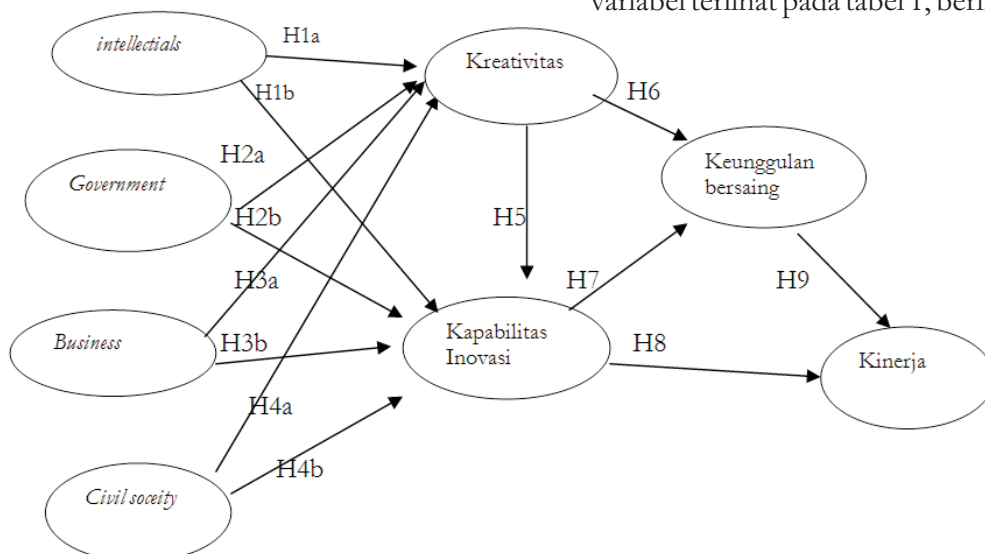 variabel terlihat pada tabel 1, beri
intellectials
H1a
Kreativitas
H1b
H6
H2a
Keunggulan
bersaing
Government
H2b
H5
H3a
H7
H9
Business
H3b
Kapabilitas
Inovasi
H8
Kinerja
H4a
H4b
Civil soceity